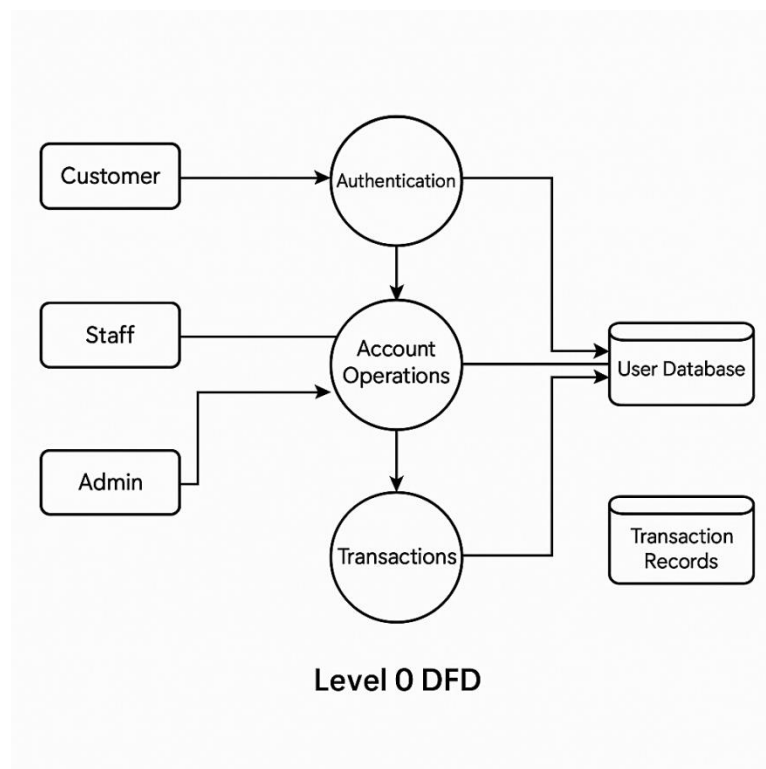 Customer
Authentication
Staff
Account
Operations
User Database
Admin
Transactions
Transaction
Records
Level 0 DFD